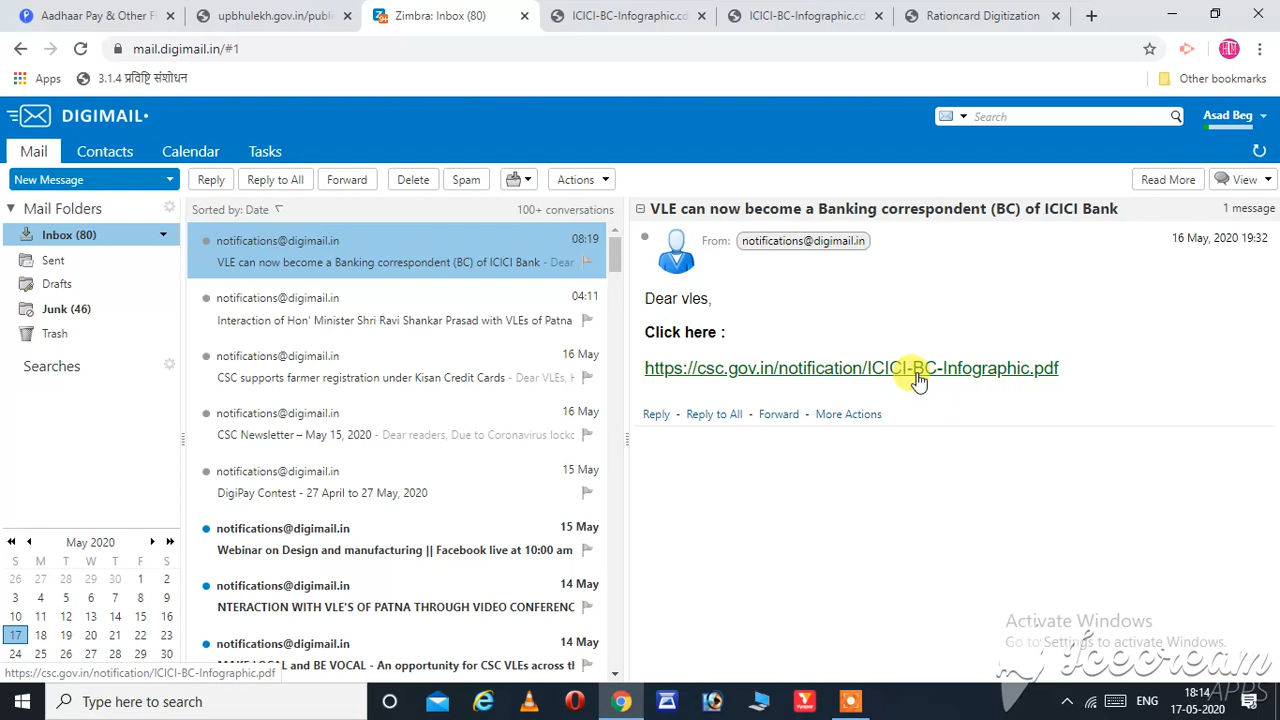 Aadhaar Pay & Other F
upbhulekh.gov.in/publi
Zimbra: Inbox (80)
ICICI-BC-Infographic.cd
ICICI-BC-Infographic.cd
Rationcard Digitization
mail.digimail.in/#1
Apps
3.1.4 प्रविष्टि संशोधन
Other bookmarks
DIGIMAIL
Search
Asad Beg
Mail
Contacts
Calendar
Tasks
New Message
Reply
Reply to All
Forward
Delete
Spam
Actions
Read More
View
Mail Folders
Inbox (80)
Sent
Drafts
Junk (46)
Trash
Searches
Sorted by: Date
100+ conversations
notifications@digimail.in 08:19
VLE can now become a Banking correspondent (BC) of ICICI Bank - Dear
notifications@digimail.in 04:11
Interaction of Hon' Minister Shri Ravi Shankar Prasad with VLEs of Patna
notifications@digimail.in 16 May
CSC supports farmer registration under Kisan Credit Cards - Dear VLEs, H
notifications@digimail.in 16 May
CSC Newsletter – May 15, 2020 - Dear readers, Due to Coronavirus lockc
notifications@digimail.in 15 May
DigiPay Contest - 27 April to 27 May, 2020
notifications@digimail.in 15 May
Webinar on Design and manufacturing || Facebook live at 10:00 am
notifications@digimail.in 14 May
NTERACTION WITH VLE'S OF PATNA THROUGH VIDEO CONFERENC
notifications@digimail.in 14 May
MAKE LOCAL and BE VOCAL - An opportunity for CSC VLEs across th
VLE can now become a Banking correspondent (BC) of ICICI Bank
1 message
From: notifications@digimail.in
16 May, 2020 19:32
Dear vles,
Click here :
https://csc.gov.in/notification/ICICI-BC-Infographic.pdf
Reply - Reply to All - Forward - More Actions
May 2020
S M T W T F S
26 27 28 29 30 1 2
3 4 5 6 7 8 9
10 11 12 13 14 15 16
17 18 19 20 21 22 23
24 25 26 27 28 29 30
https://csc.gov.in/notification/ICICI-BC-Infographic.pdf
Activate Windows
Go to Settings to activate Windows.
Icecream
APPS
Type here to search
ENG
18:14
17-05-2020